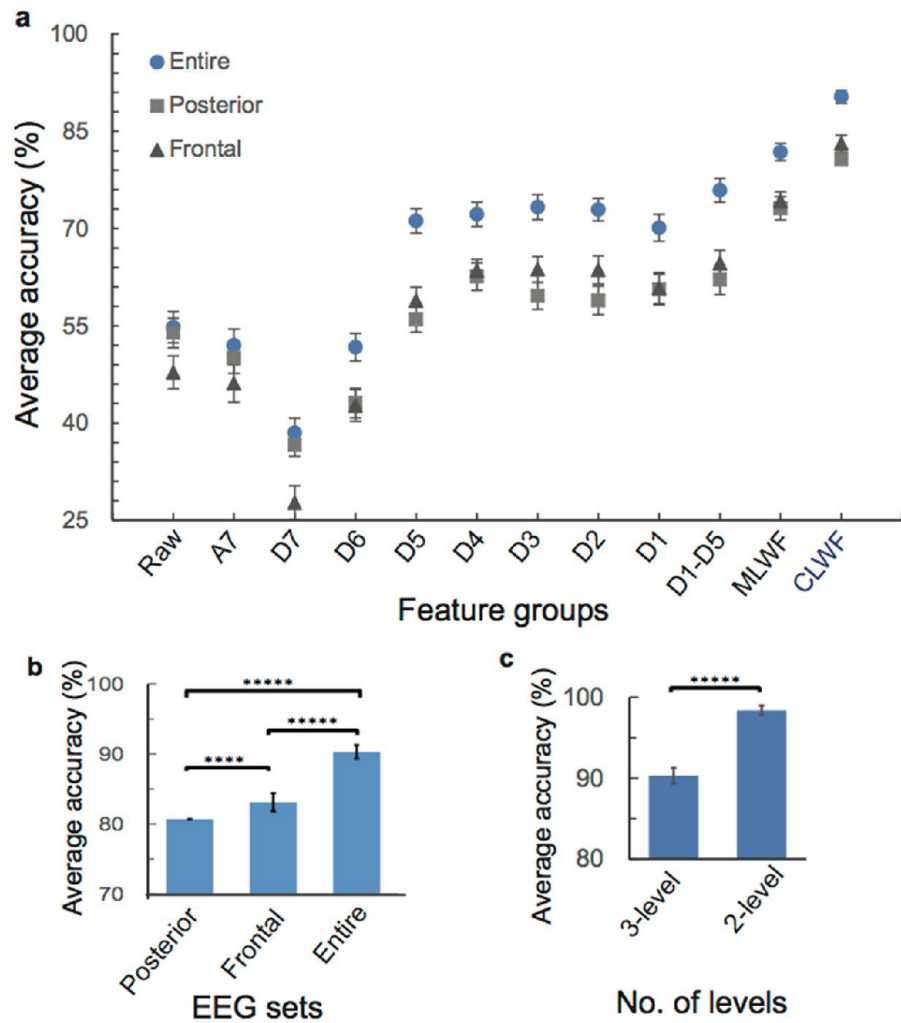 a
Average accuracy (%)
100
85
70
55
40
25
Entire
Posterior
Frontal
Raw
A7
D7
D6
D5
D4
D3
D2
D1
D1-D5
MLWF
CLWF
Feature groups
b
Average accuracy (%)
100
90
80
70
*****
*****
****
Posterior
Frontal
Entire
EEG sets
c
Average accuracy (%)
100
90
80
*****
3-level
2-level
No. of levels